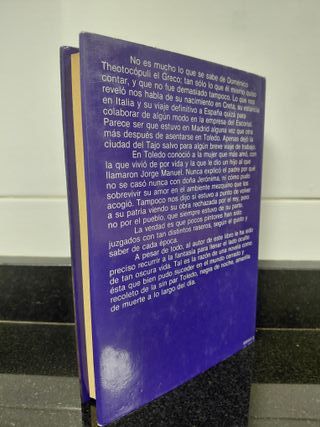 No es mucho lo que se sabe de Doménico
Theotocópuli el Greco; tan sólo lo que él mismo quiso
contar, y que no fue demasiado tampoco. Lo que nos
reveló nos habla de su nacimiento en Creta, su estancia
en Italia y su viaje definitivo a España quizá para
colaborar de algún modo en la empresa del Escorial.
Parece ser que estuvo en Madrid alguna vez que otra
más después de asentarse en Toledo. Apenas dejó la
ciudad del Tajo salvo para algún breve viaje de trabajo.
En Toledo conoció a la mujer que más amó, con
la que vivió de por vida y la que le dio un hijo al que
llamaron Jorge Manuel. Nunca explicó el padre por qué
no se casó nunca con doña Jerónima, ni cómo pudo
sobrevivir su amor en el ambiente mezquino que los
acogió. Tampoco nos dijo si estuvo a punto de volver
a su patria viendo su obra rechazada por el rey, pero
no por el pueblo, que siempre estuvo de su parte.
La verdad es que pocos pintores han sido
juzgados con tan distintos raseros, según el gusto y
saber de cada época.
A pesar de todo, al autor de este libro le ha sido
preciso recurrir a la fantasía para llenar el lado oculto
de tan oscura vida. Tal es la razón de una novela como
ésta que bien pudo suceder en el mundo cerrado y
recoleto de la sin par Toledo, negra de noche, amarilla
de muerte a lo largo del día.